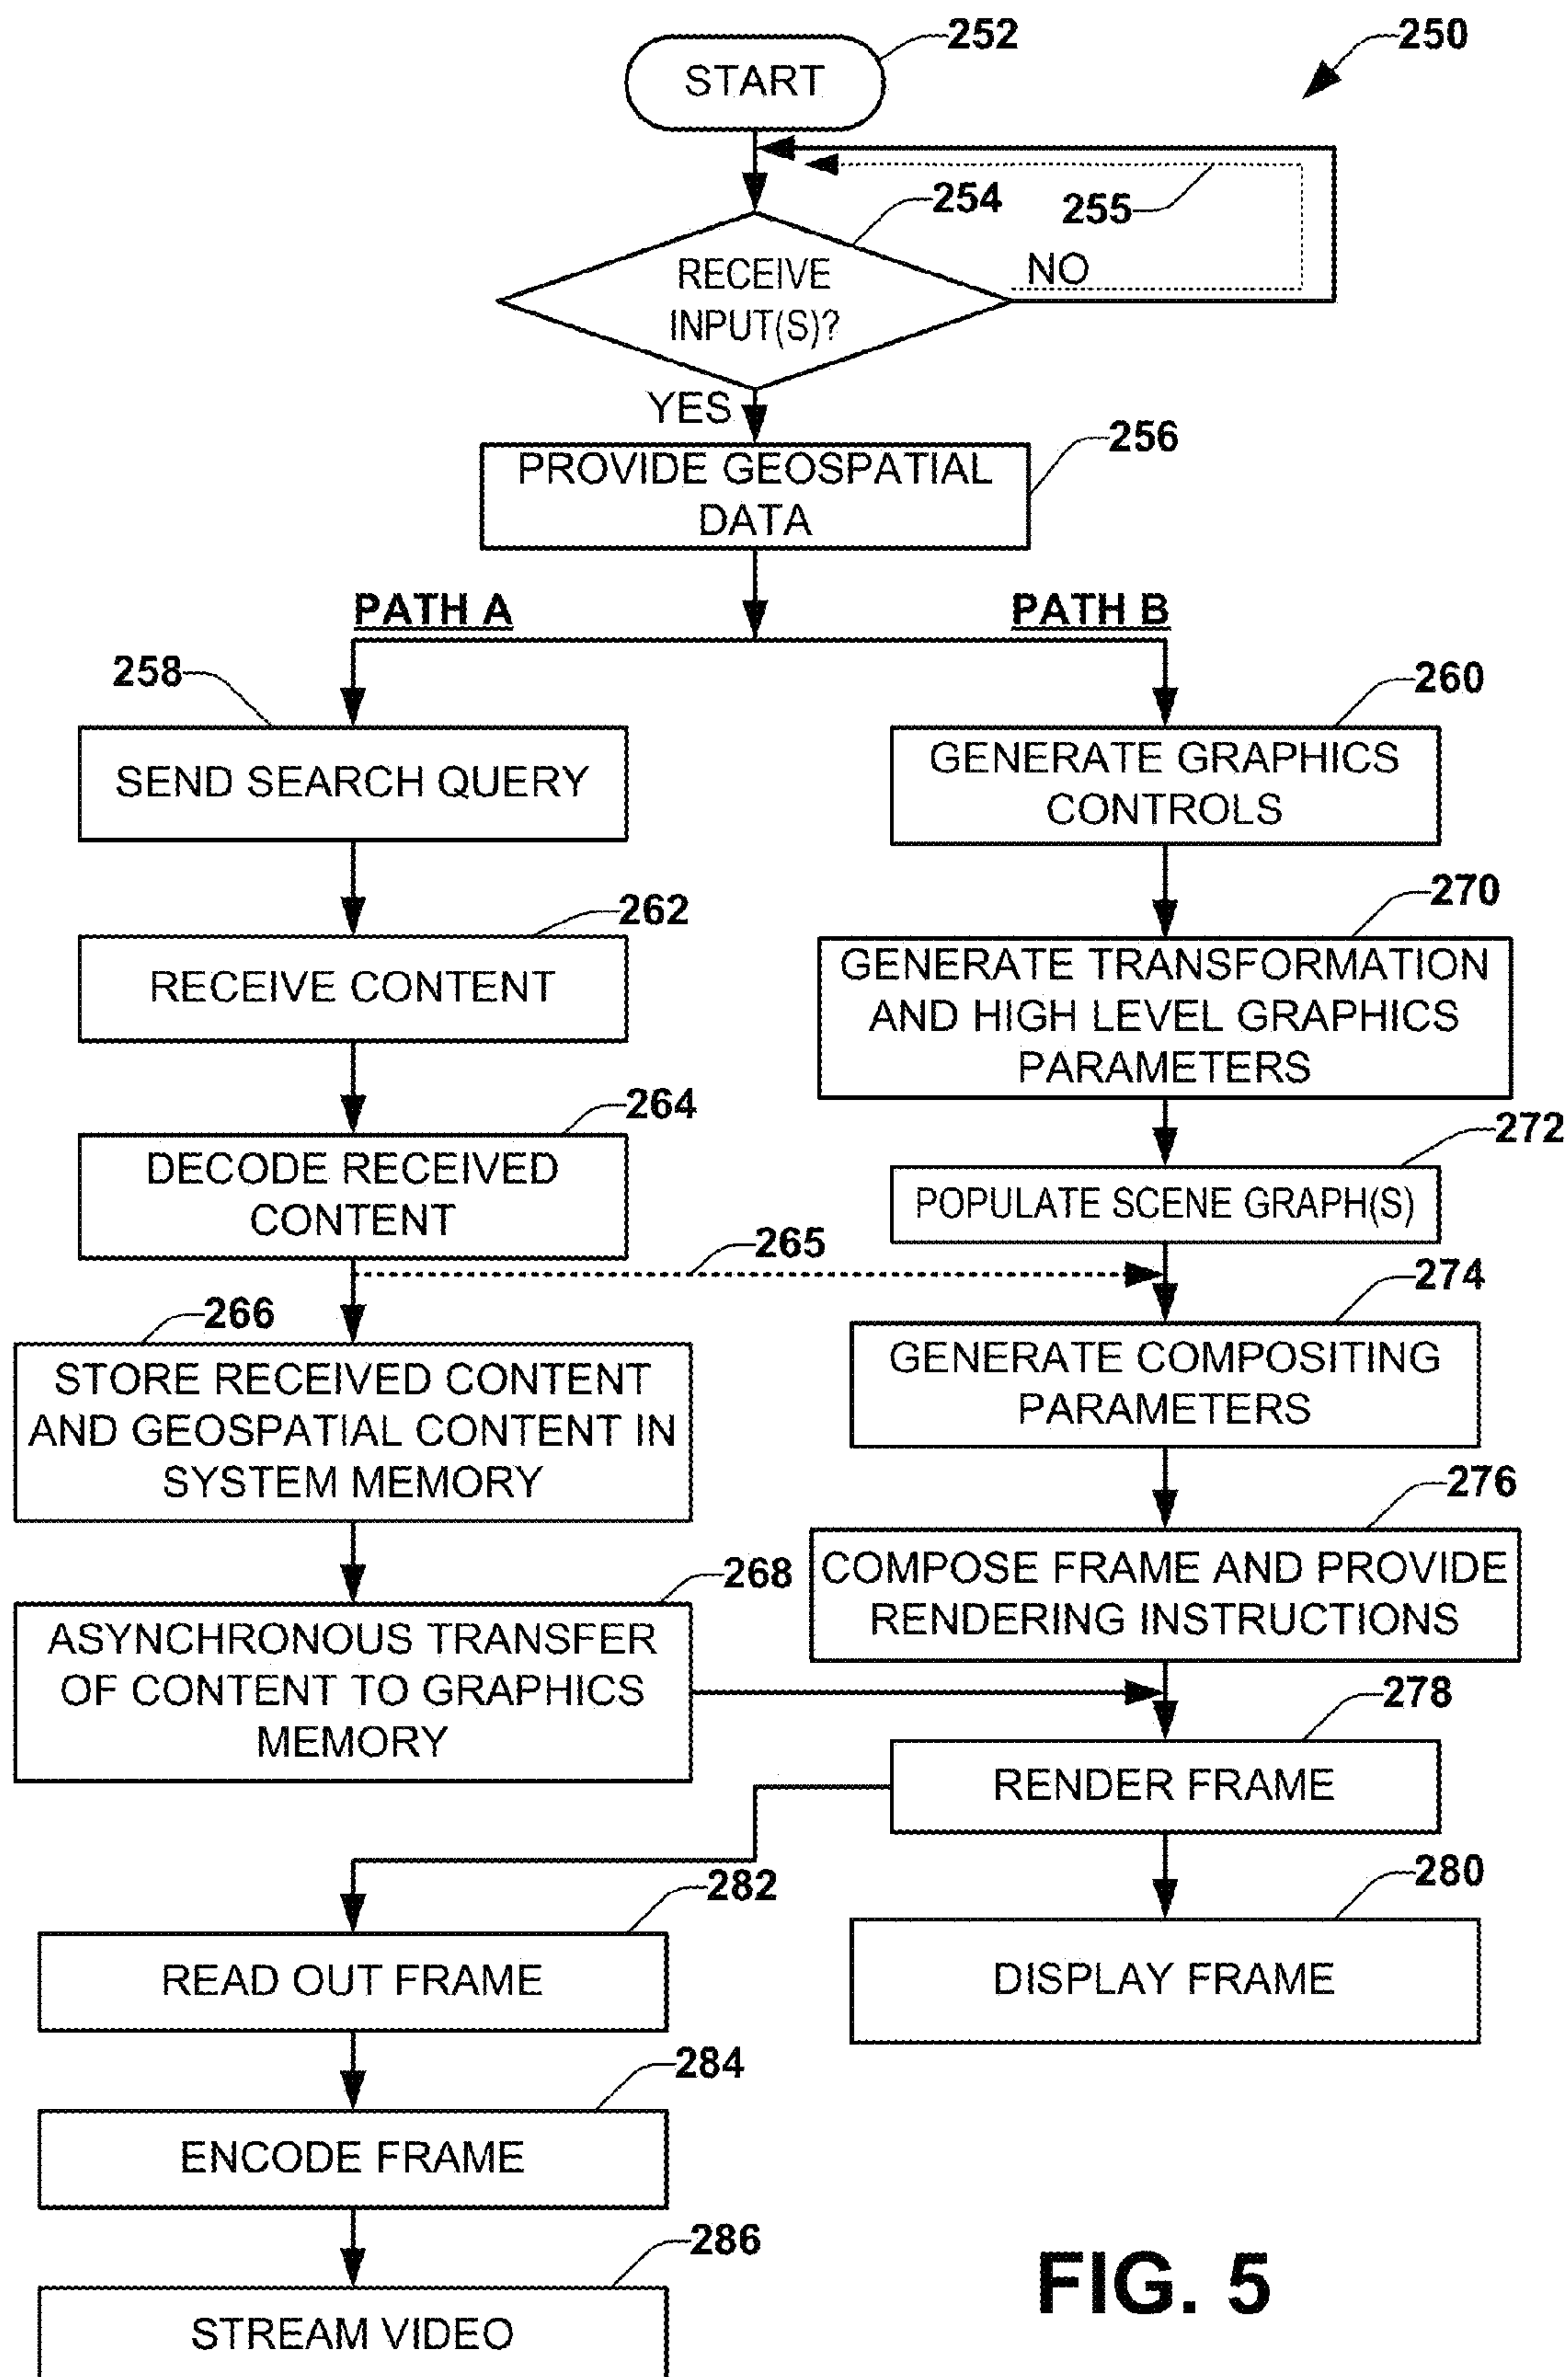 252
250
START
254
255
RECEIVE
INPUT(S)?
NO
YES
256
PROVIDE GEOSPATIAL
DATA
PATH A
PATH B
258
SEND SEARCH QUERY
260
GENERATE GRAPHICS
CONTROLS
262
RECEIVE CONTENT
270
GENERATE TRANSFORMATION
AND HIGH LEVEL GRAPHICS
PARAMETERS
264
DECODE RECEIVED
CONTENT
272
POPULATE SCENE GRAPH(S)
265
266
STORE RECEIVED CONTENT
AND GEOSPATIAL CONTENT IN
SYSTEM MEMORY
274
GENERATE COMPOSITING
PARAMETERS
276
COMPOSE FRAME AND PROVIDE
RENDERING INSTRUCTIONS
268
ASYNCHRONOUS TRANSFER
OF CONTENT TO GRAPHICS
MEMORY
278
RENDER FRAME
282
READ OUT FRAME
280
DISPLAY FRAME
284
ENCODE FRAME
286
STREAM VIDEO
FIG. 5